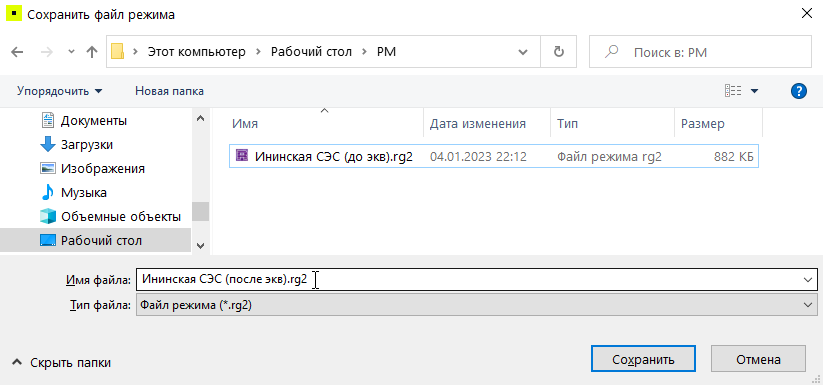 Сохранить файл режима
Этот компьютер > Рабочий стол > РМ
Поиск в: РМ
Упорядочить
Новая папка
Документы
Загрузки
Изображения
Музыка
Объемные объекты
Рабочий стол
Имя Дата изменения Тип Размер
Ининская СЭС (до экв).rg2 04.01.2023 22:12 Файл режима rg2 882 КБ
Имя файла: Ининская СЭС (после экв).rg2
Тип файла: Файл режима (*.rg2)
Скрыть папки
Сохранить
Отмена